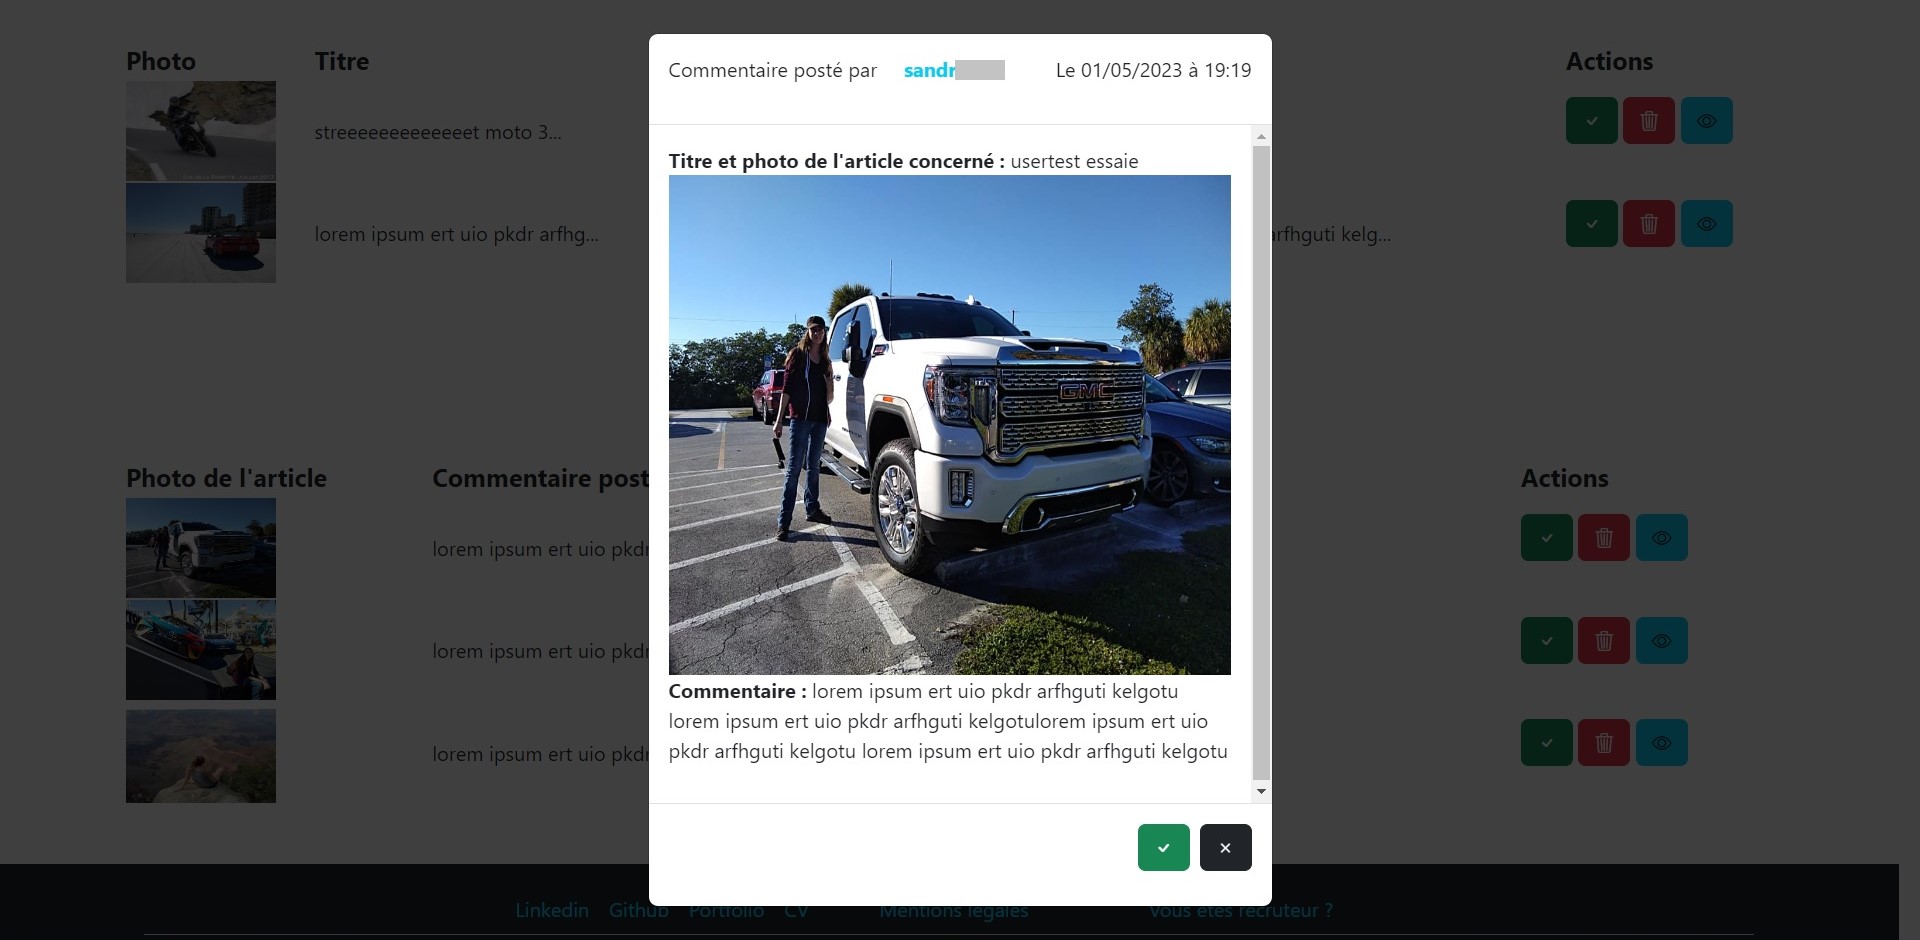 Photo
Titre
Actions
streeeeeeeeeeeeet moto 3...
lorem ipsum ert uio pkdr arfhg...
arfhguti kelg...
Photo de l'article
Commentaire post
Actions
lorem ipsum ert uio pkdr
lorem ipsum ert uio pkdr
lorem ipsum ert uio pkdr
Commentaire posté par sandr Le 01/05/2023 à 19:19
Titre et photo de l'article concerné : usertest essaie
GMC
Commentaire : lorem ipsum ert uio pkdr arfhguti kelgotu
lorem ipsum ert uio pkdr arfhguti kelgotulorem ipsum ert uio
pkdr arfhguti kelgotu lorem ipsum ert uio pkdr arfhguti kelgotu
Linkedin Github Portfolio CV Mentions légales Vous êtes recruteur ?